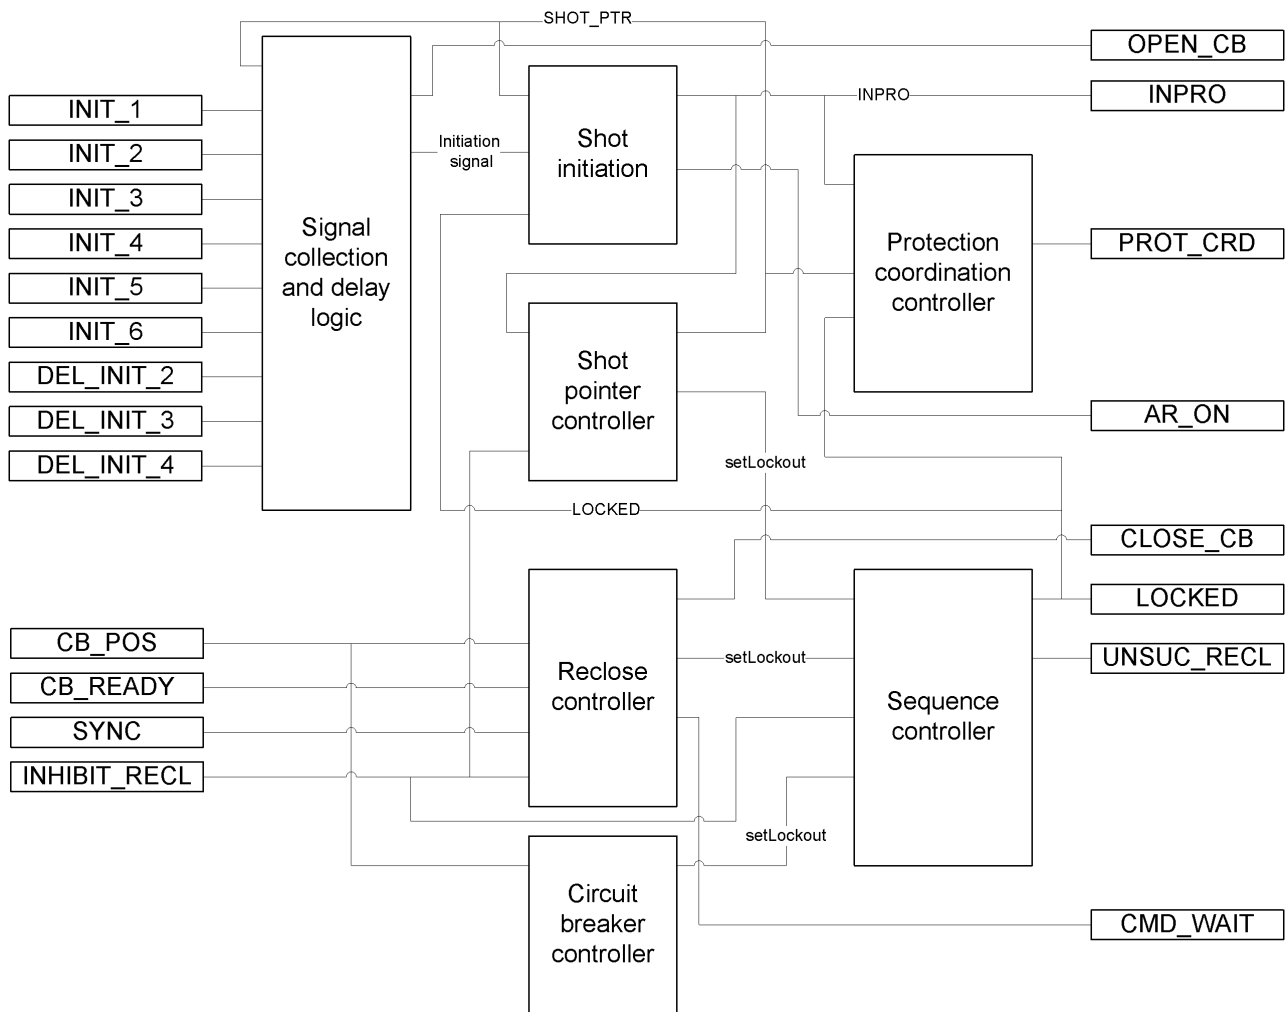 SHOT_PTR
OPEN_CB
INIT_1
INPRO
INPRO
INIT_2
Initiation
signal
Shot
initiation
INIT_3
Signal
collection
and delay
logic
INIT_4
Protection
coordination
controller
PROT_CRD
INIT_5
INIT_6
DEL_INIT_2
DEL_INIT_3
DEL_INIT_4
Shot
pointer
controller
AR_ON
setLockout
LOCKED
CLOSE_CB
LOCKED
CB_POS
CB_READY
SYNC
INHIBIT_RECL
Reclose
controller
setLockout
UNSUC_RECL
Sequence
controller
setLockout
Circuit
breaker
controller
CMD_WAIT